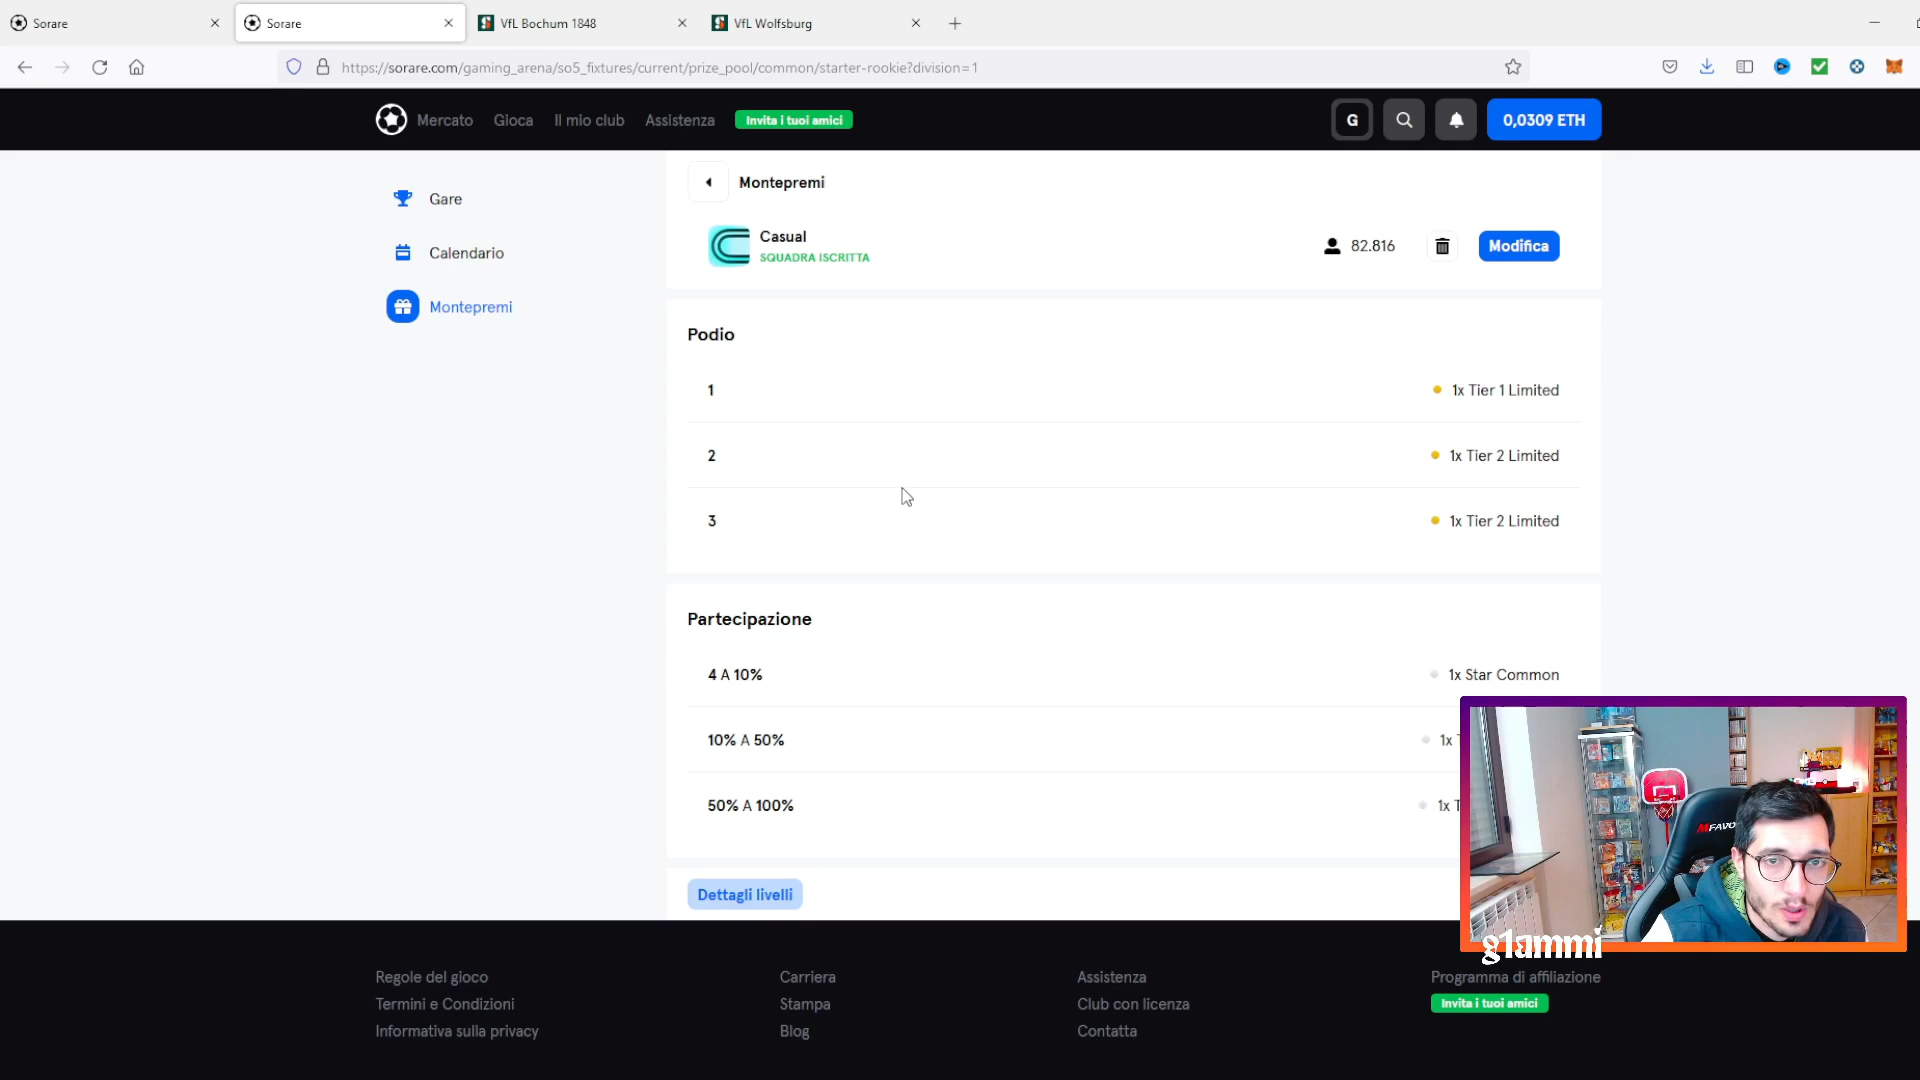 Sorare
Sorare
VfL Bochum 1848
VfL Wolfsburg
https://sorare.com/gaming_arena/so5_fixtures/current/prize_pool/common/starter-rookie?division=1
Mercato
Gioca
Il mio club
Assistenza
Invita i tuoi amici
G
0,0309 ETH
Gare
Calendario
Montepremi
Montepremi
Casual
SQUADRA ISCRITTA
82.816
Modifica
Podio
1
1x Tier 1 Limited
2
1x Tier 2 Limited
3
1x Tier 2 Limited
Partecipazione
4 A 10%
1x Star Common
10% A 50%
1x T
50% A 100%
1x T
Dettagli livelli
g1ammi
Regole del gioco
Termini e Condizioni
Informativa sulla privacy
Carriera
Stampa
Blog
Assistenza
Club con licenza
Contatta
Programma di affiliazione
Invita i tuoi amici